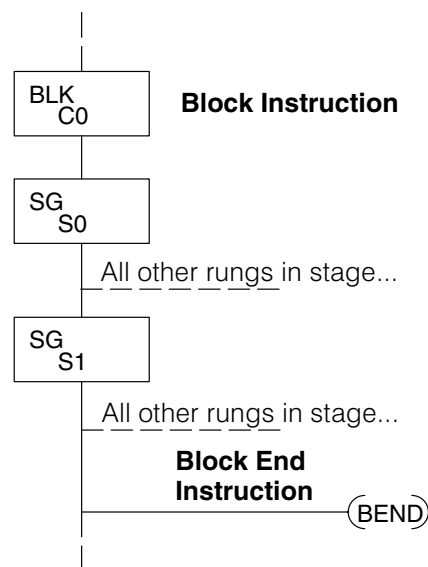 BLK
C0
Block Instruction
SG
S0
All other rungs in stage...
SG
S1
All other rungs in stage...
Block End
Instruction
BEND